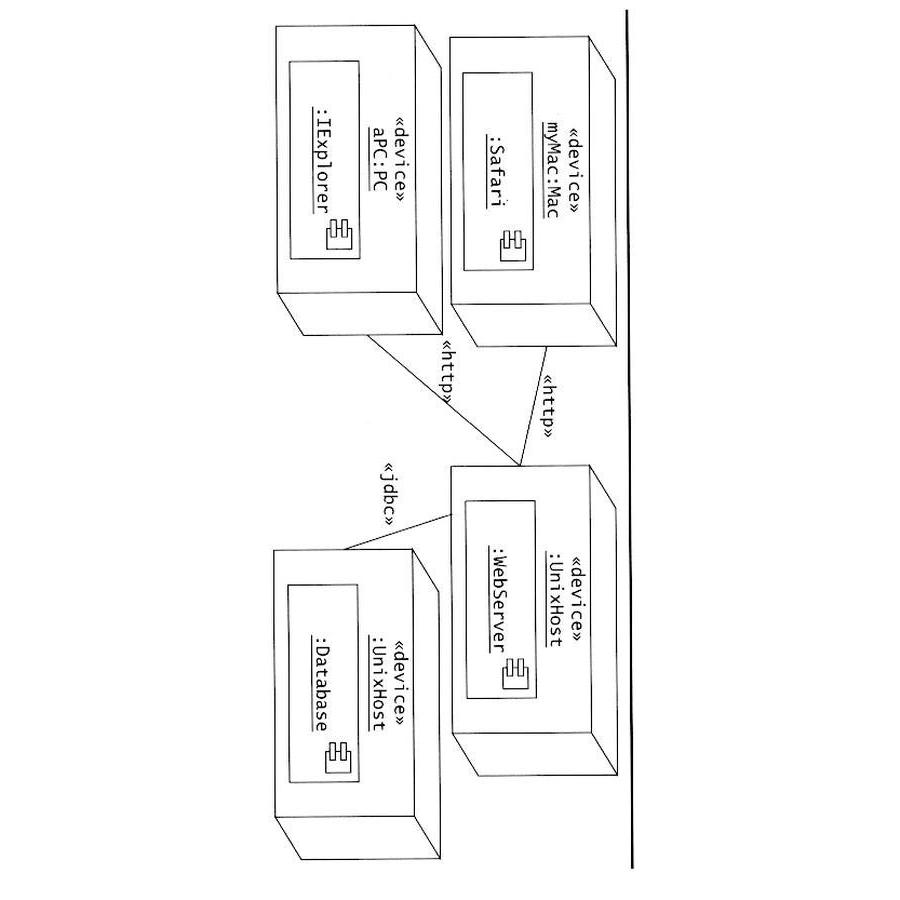 «device»
myMac:Mac
:Safari
«http»
«device»
:UnixHost
:WebServer
«device»
aPC:PC
:IExplorer
«http»
«jdbc»
«device»
:UnixHost
:Database